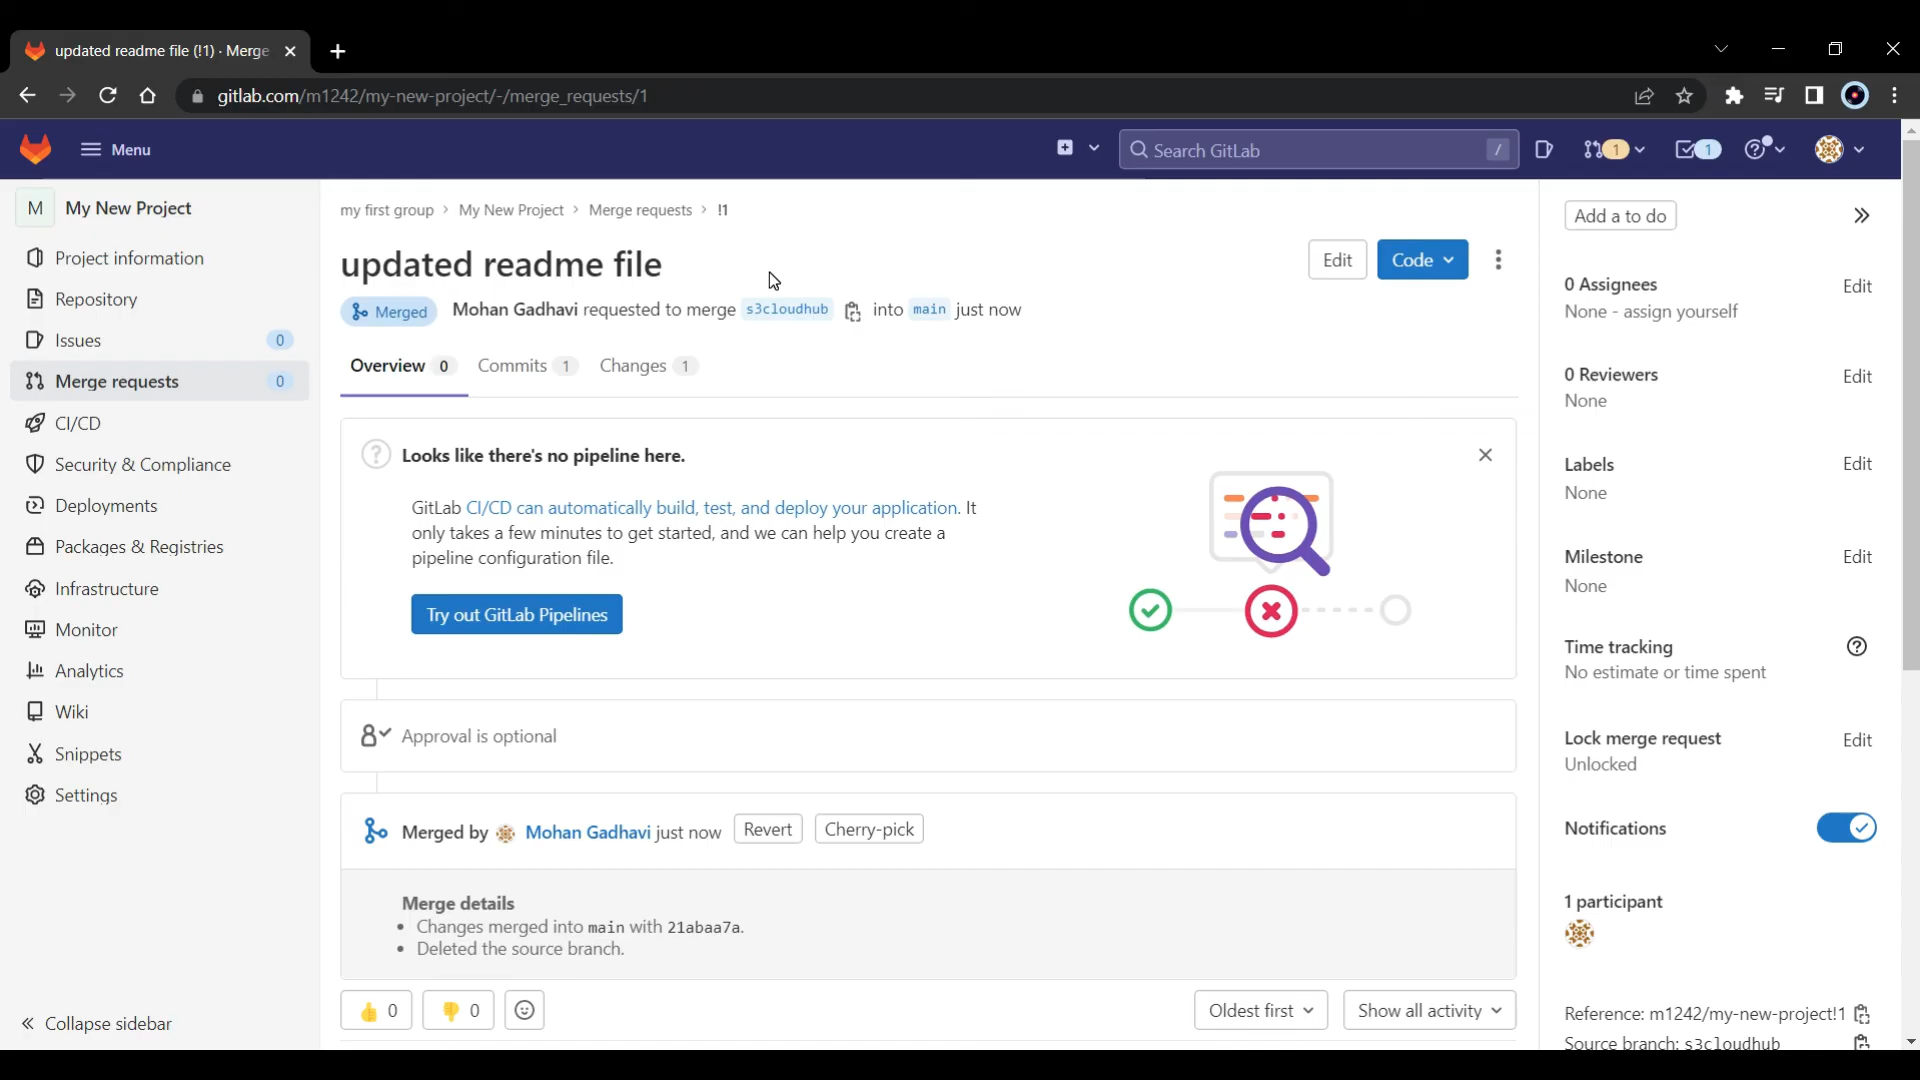 updated readme file (!1) · Merge
gitlab.com/m1242/my-new-project/-/merge_requests/1
Menu
Search GitLab /
1
1
M My New Project
Project information
Repository
Issues 0
Merge requests 0
CI/CD
Security & Compliance
Deployments
Packages & Registries
Infrastructure
Monitor
Analytics
Wiki
Snippets
Settings
Collapse sidebar
my first group > My New Project > Merge requests > !1
updated readme file
Edit Code
Merged Mohan Gadhavi requested to merge s3cloudhub into main just now
Overview 0 Commits 1 Changes 1
Looks like there's no pipeline here.
GitLab CI/CD can automatically build, test, and deploy your application. It
only takes a few minutes to get started, and we can help you create a
pipeline configuration file.
Try out GitLab Pipelines
Approval is optional
Merged by Mohan Gadhavi just now Revert Cherry-pick
Merge details
• Changes merged into main with 21abaa7a.
• Deleted the source branch.
👍 0 👎 0
Oldest first Show all activity
Add a to do
0 Assignees Edit
None - assign yourself
0 Reviewers Edit
None
Labels Edit
None
Milestone Edit
None
Time tracking
No estimate or time spent
Lock merge request Edit
Unlocked
Notifications
1 participant
Reference: m1242/my-new-project!1
Source branch: s3cloudhub